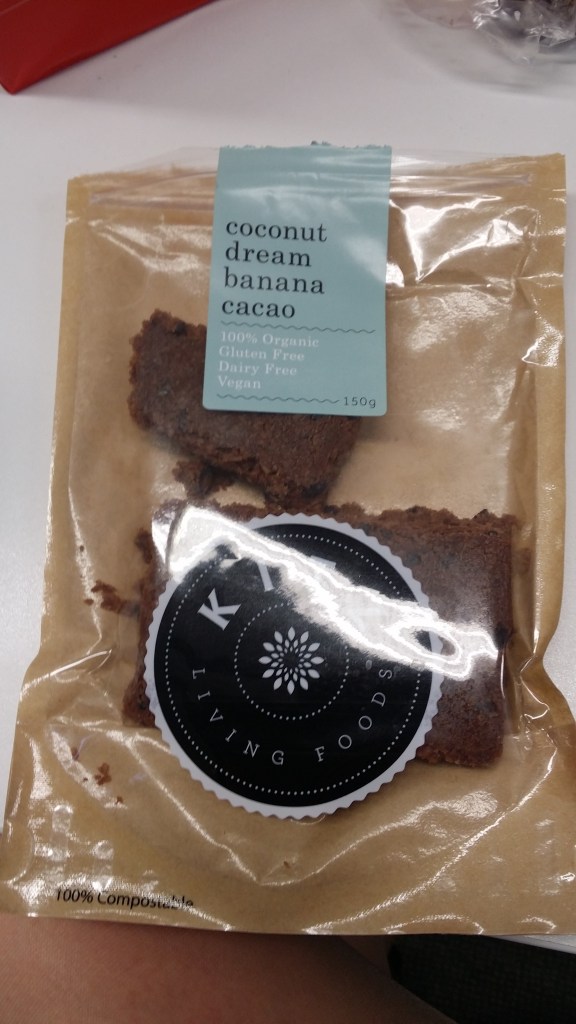 coconut
dream
banana
cacao
100% Organic
Gluten Free
Dairy Free
Vegan
150g
LIVING FOODS
100% Compostable